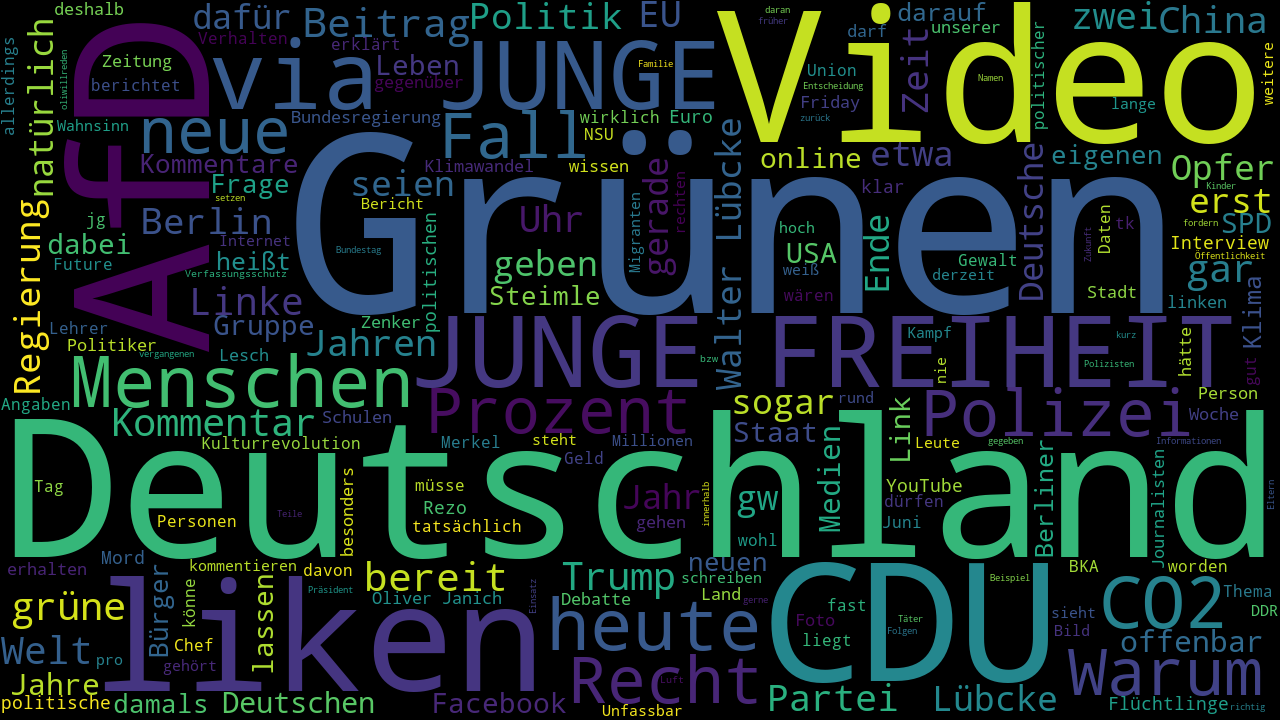 deshalb
dafür
Beitrag
Politik
EU
Video
darauf
zwei
China
daran
früher
AfD
via
JUNGE
Verhalten
erklärt
Leben
gegenüber
Zeitung
berichtet
oliwillreden
natürlich
allerdings
Wahnsinn
neue
Bundesregierung
Fall
wirklich
Euro
NSU
Familie
zeit
darf
unserer
Union
Entscheidung
Friday
zurück
Namen
politischer
lange
weitere
Kommentare
Frage
setzen
seien
Bericht
Klimawandel
wissen
Grünen
Walter Lübcke
online
etwa
klar
eigenen
Opfer
Kinder
erst
Regierung
jg
dabei
Future
Berlin
Internet
heißt
Verfassungsschutz
Bundestag
politischen
Uhr
geben
Steimle
Migranten
gerade
rechten
hoch
USA
weiß
wären
Ende
Gewalt
Gewalt
derzeit
Deutsche
Zukunft
Daten
tk
fordern
SPD
Interview
Öffentlichkeit
gar
Stadt
linken
Klima
Linke
Gruppe
Lehrer
Politiker
vergangenen
Lesch
Zenker
Jahren
JUNGE FREIHEIT
bzw
Kampf
nie
kurz
Polizisten
hätte
gut
Menschen
Angaben
Kommentar
Schulen
Kulturrevolution
Prozent
Merkel
steht
Millionen
Geld
sogar
rund
Staat
Link
Polizei
Person
Woche
Leute
gegeben
Informationen
Deutschland
Tag
Personen
Teile
besonders
müsse
Rezo
tatsächlich
Jahr
gehen
innerhalb
gw
wohl
Medien
YouTube
dürfen
Juni
Berliner
Journalisten
Eltern
erhalten
Mord
kommentieren
davon
liken
Präsident
Einsatz
bereit
Oliver Janich
Trump
Debatte
neuen
schreiben
Land
gerne
CDU
Foto
fast
liegt
Täter
Folgen
Beispiel
BKA
worden
sieht
Bild
CO2
Thema
DDR
grüne
Bürger
könne
lassen
Welt
pro
Chef
gehört
heute
offenbar
Warum
Jahre
politische
damals
Deutschen
Facebook
Recht
Luft
Unfassbar
Partei
Lübcke
Flüchtlinge
richtig